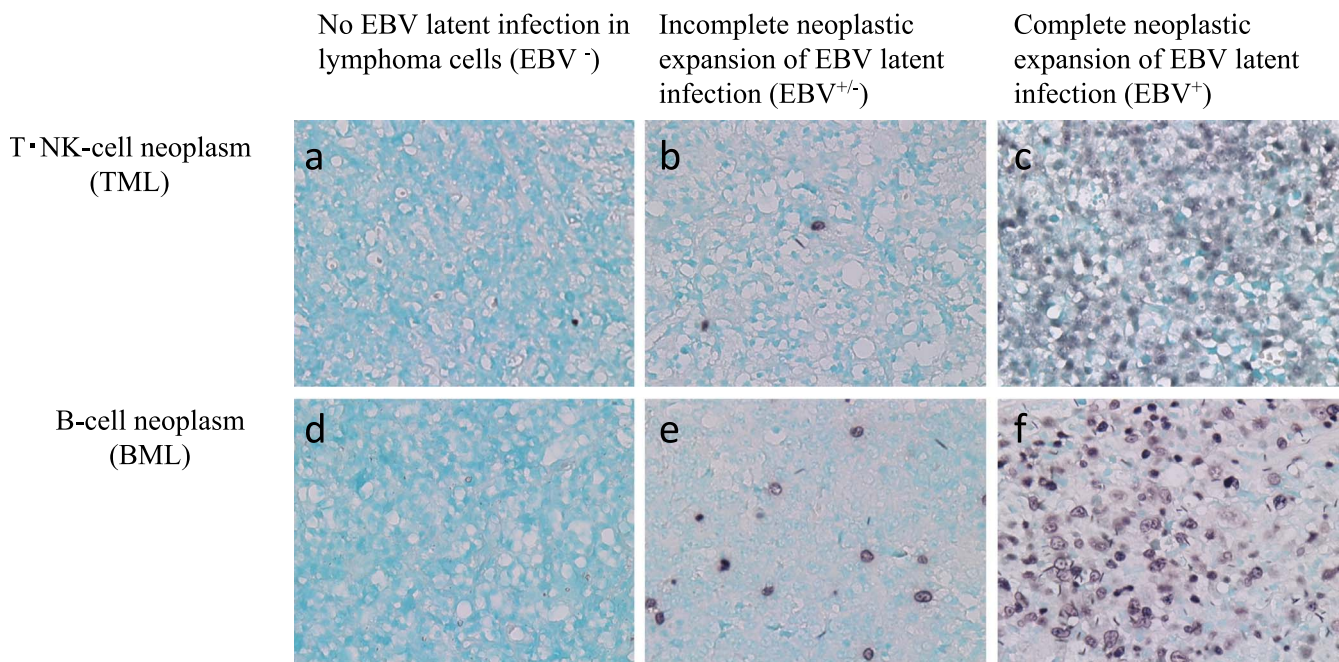 No EBV latent infection in
lymphoma cells (EBV ⁻)
Incomplete neoplastic
expansion of EBV latent
infection (EBV⁺/⁻)
Complete neoplastic
expansion of EBV latent
infection (EBV⁺)
T・NK-cell neoplasm
(TML)
a
b
c
B-cell neoplasm
(BML)
d
e
f